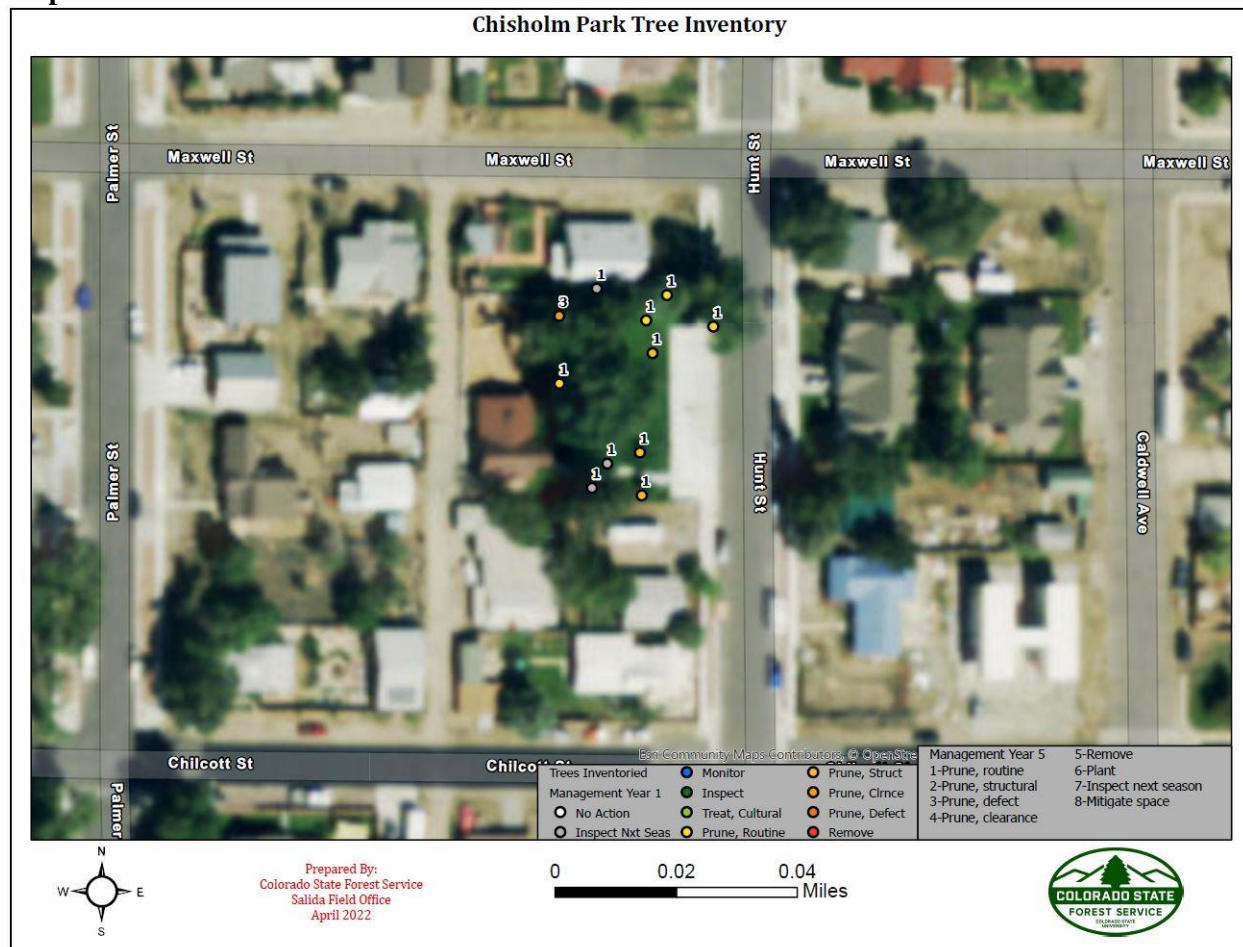 Chisholm Park Tree Inventory
Palmer St
Maxwell St
Maxwell St
Hunt St
Maxwell St
Maxwell St
1
1
3
1
1
1
1
1
1
1
1
Palmer St
Hunt St
Caldwell Ave
Chilcott St
Chilcott
Palmer
Esri Community Maps Contributors, © OpenStre
Trees Inventoried
Management Year 1
No Action
Inspect Nxt Seas
Monitor
Inspect
Treat, Cultural
Prune, Routine
Prune, Struct
Prune, Clrnce
Prune, Defect
Remove
Management Year 5
1-Prune, routine
2-Prune, structural
3-Prune, defect
4-Prune, clearance
5-Remove
6-Plant
7-Inspect next season
8-Mitigate space
N
W E
S
Prepared By:
Colorado State Forest Service
Salida Field Office
April 2022
0 0.02 0.04
Miles
COLORADO STATE
FOREST SERVICE
COLORADO STATE
UNIVERSITY